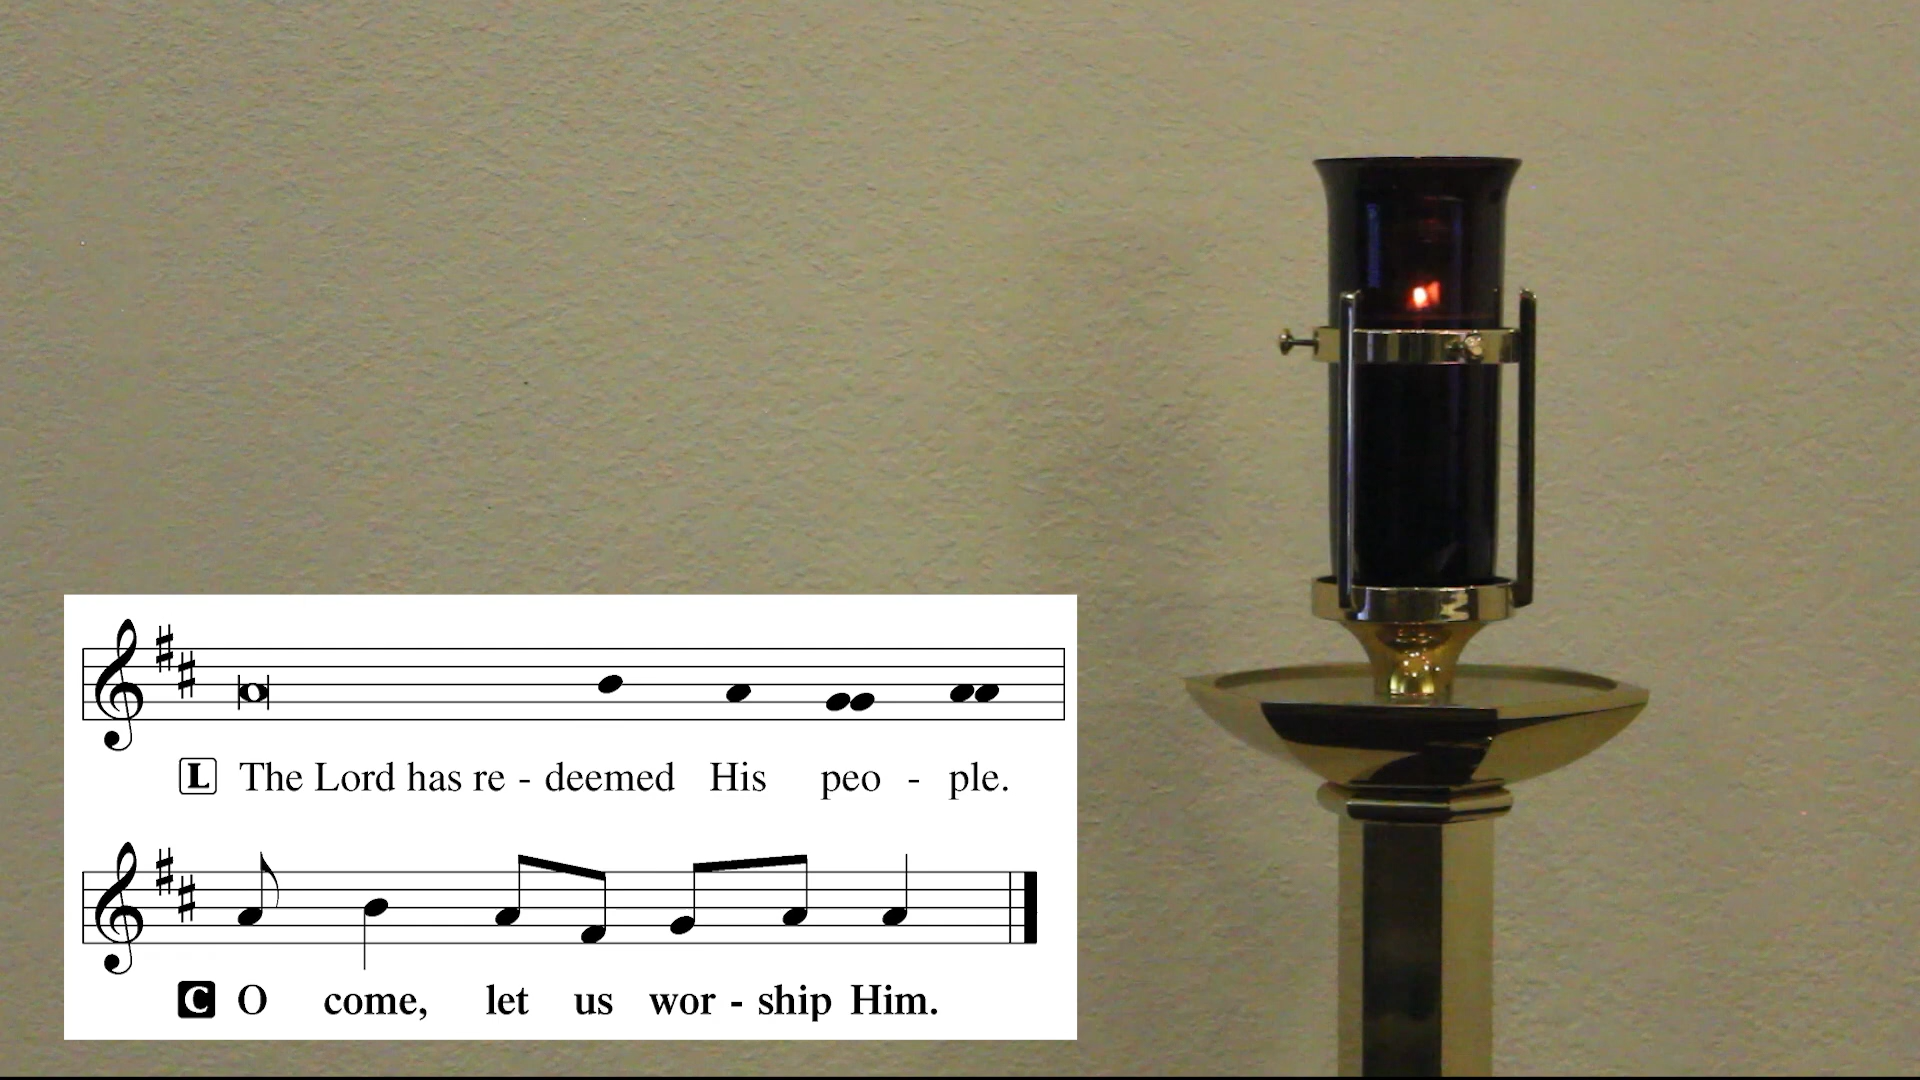 L The Lord has re - deemed His peo - ple.
C O come, let us wor - ship Him.